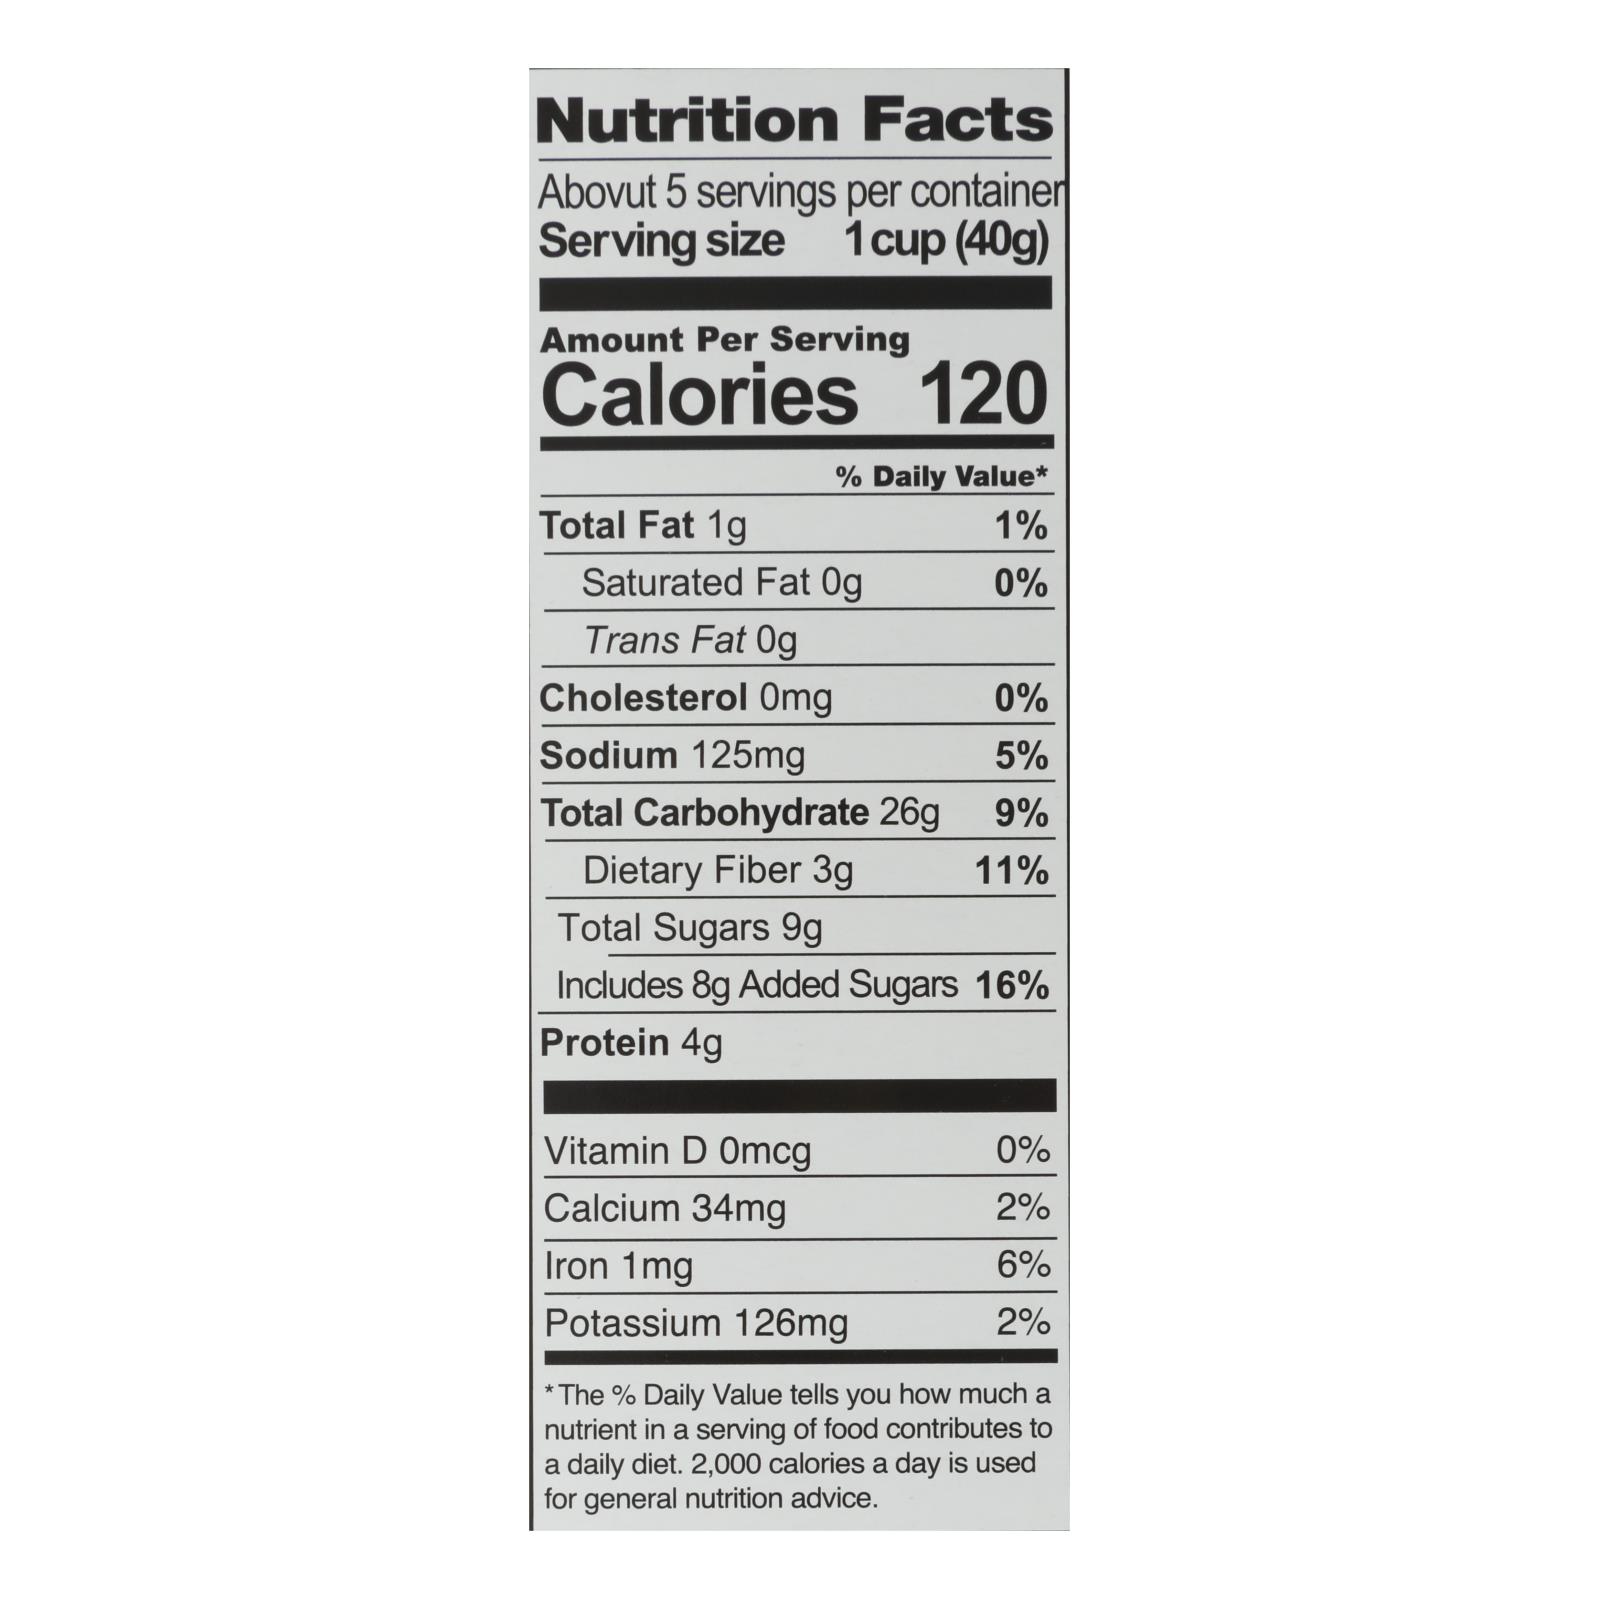 Nutrition Facts
Abovut 5 servings per container
Serving size 1 cup (40g)
Amount Per Serving
Calories 120
% Daily Value*
Total Fat 1g 1%
Saturated Fat 0g 0%
Trans Fat 0g
Cholesterol 0mg 0%
Sodium 125mg 5%
Total Carbohydrate 26g 9%
Dietary Fiber 3g 11%
Total Sugars 9g
Includes 8g Added Sugars 16%
Protein 4g
Vitamin D 0mcg 0%
Calcium 34mg 2%
Iron 1mg 6%
Potassium 126mg 2%
* The % Daily Value tells you how much a
nutrient in a serving of food contributes to
a daily diet. 2,000 calories a day is used
for general nutrition advice.